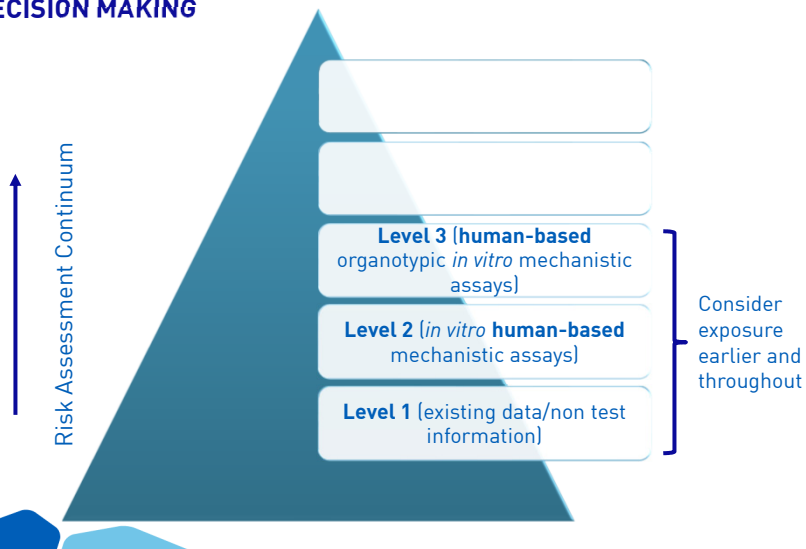 ECISION MAKING
Risk Assessment Continuum
Level 3 (human-based
organotypic in vitro mechanistic
assays)
Level 2 (in vitro human-based
mechanistic assays)
Level 1 (existing data/non test
information)
Consider
exposure
earlier and
throughout